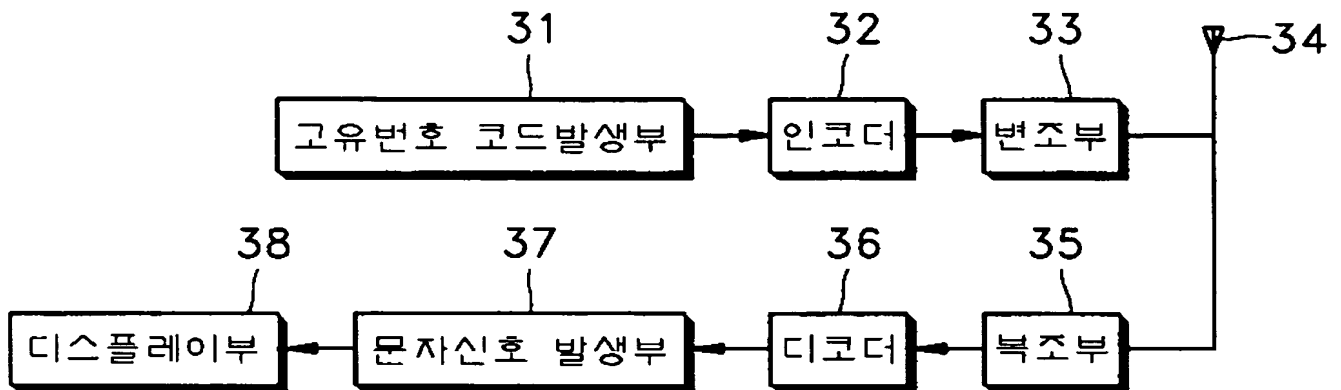 31 32 33 34
고유번호 코드발생부 인코더 변조부
38 37 36 35
디스플레이부 문자신호 발생부 디코더 복조부